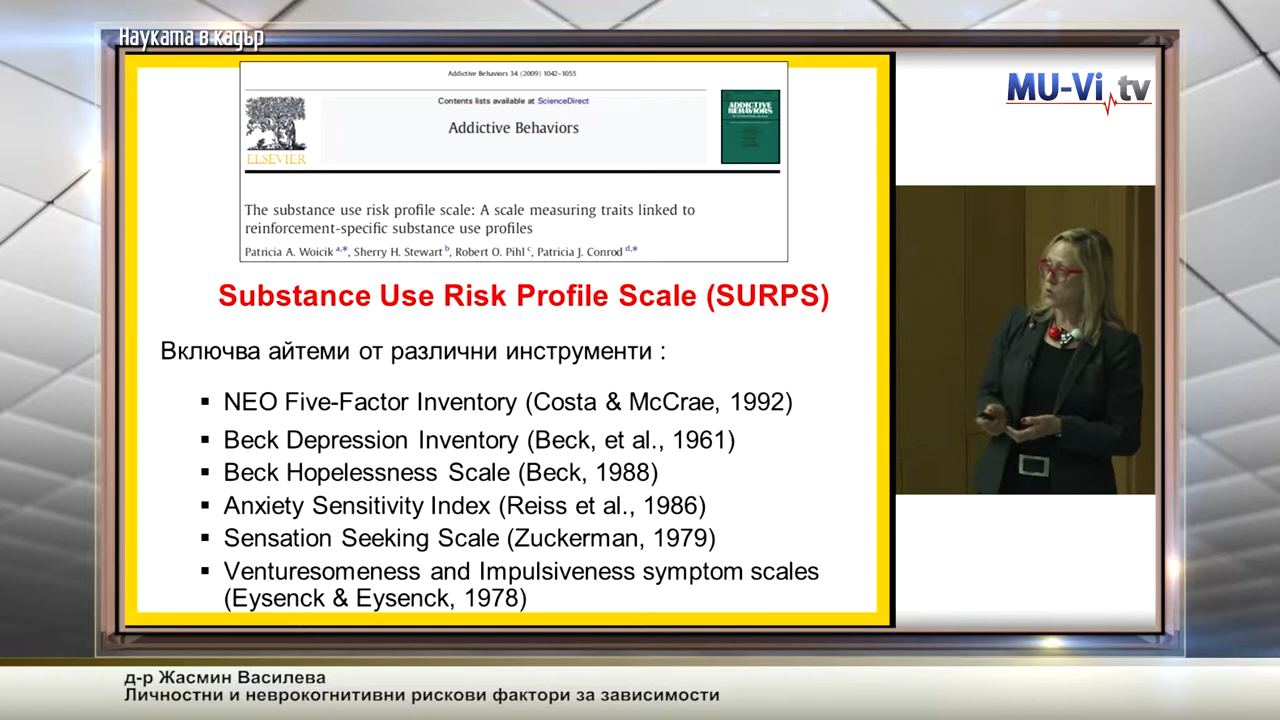 Науката в кадър
MU-Vi.tv
Addictive Behaviors 34 (2009) 1042–1055
Contents lists available at ScienceDirect
Addictive Behaviors
ELSEVIER
ADDICTIVE
BEHAVIORS
The substance use risk profile scale: A scale measuring traits linked to
reinforcement-specific substance use profiles
Patricia A. Woicik a,*, Sherry H. Stewart b, Robert O. Pihl c, Patricia J. Conrod d,*
Substance Use Risk Profile Scale (SURPS)
Включва айтеми от различни инструменти :
▪ NEO Five-Factor Inventory (Costa & McCrae, 1992)
▪ Beck Depression Inventory (Beck, et al., 1961)
▪ Beck Hopelessness Scale (Beck, 1988)
▪ Anxiety Sensitivity Index (Reiss et al., 1986)
▪ Sensation Seeking Scale (Zuckerman, 1979)
▪ Venturesomeness and Impulsiveness symptom scales
(Eysenck & Eysenck, 1978)
д-р Жасмин Василева
Личностни и неврокогнитивни рискови фактори за зависимости